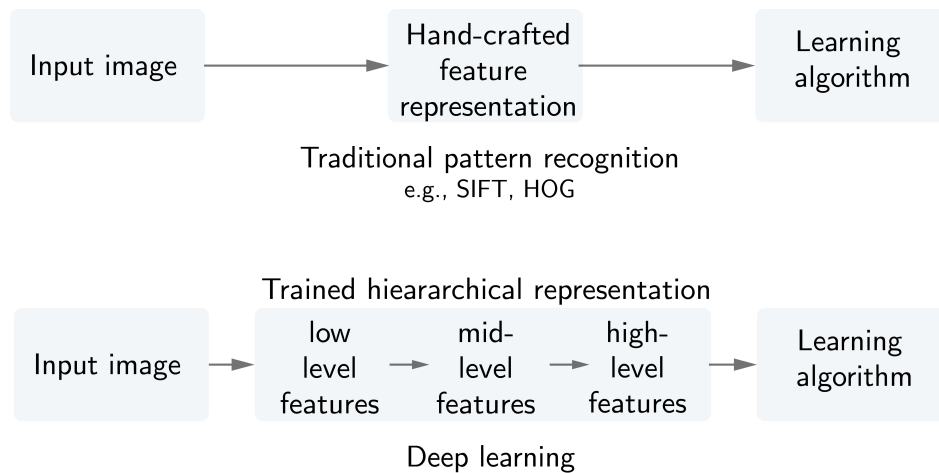 Input image
Hand-crafted
feature
representation
Learning
algorithm
Traditional pattern recognition
e.g., SIFT, HOG
Trained hieararchical representation
Input image
low
level
features
mid-
level
features
high-
level
features
Learning
algorithm
Deep learning